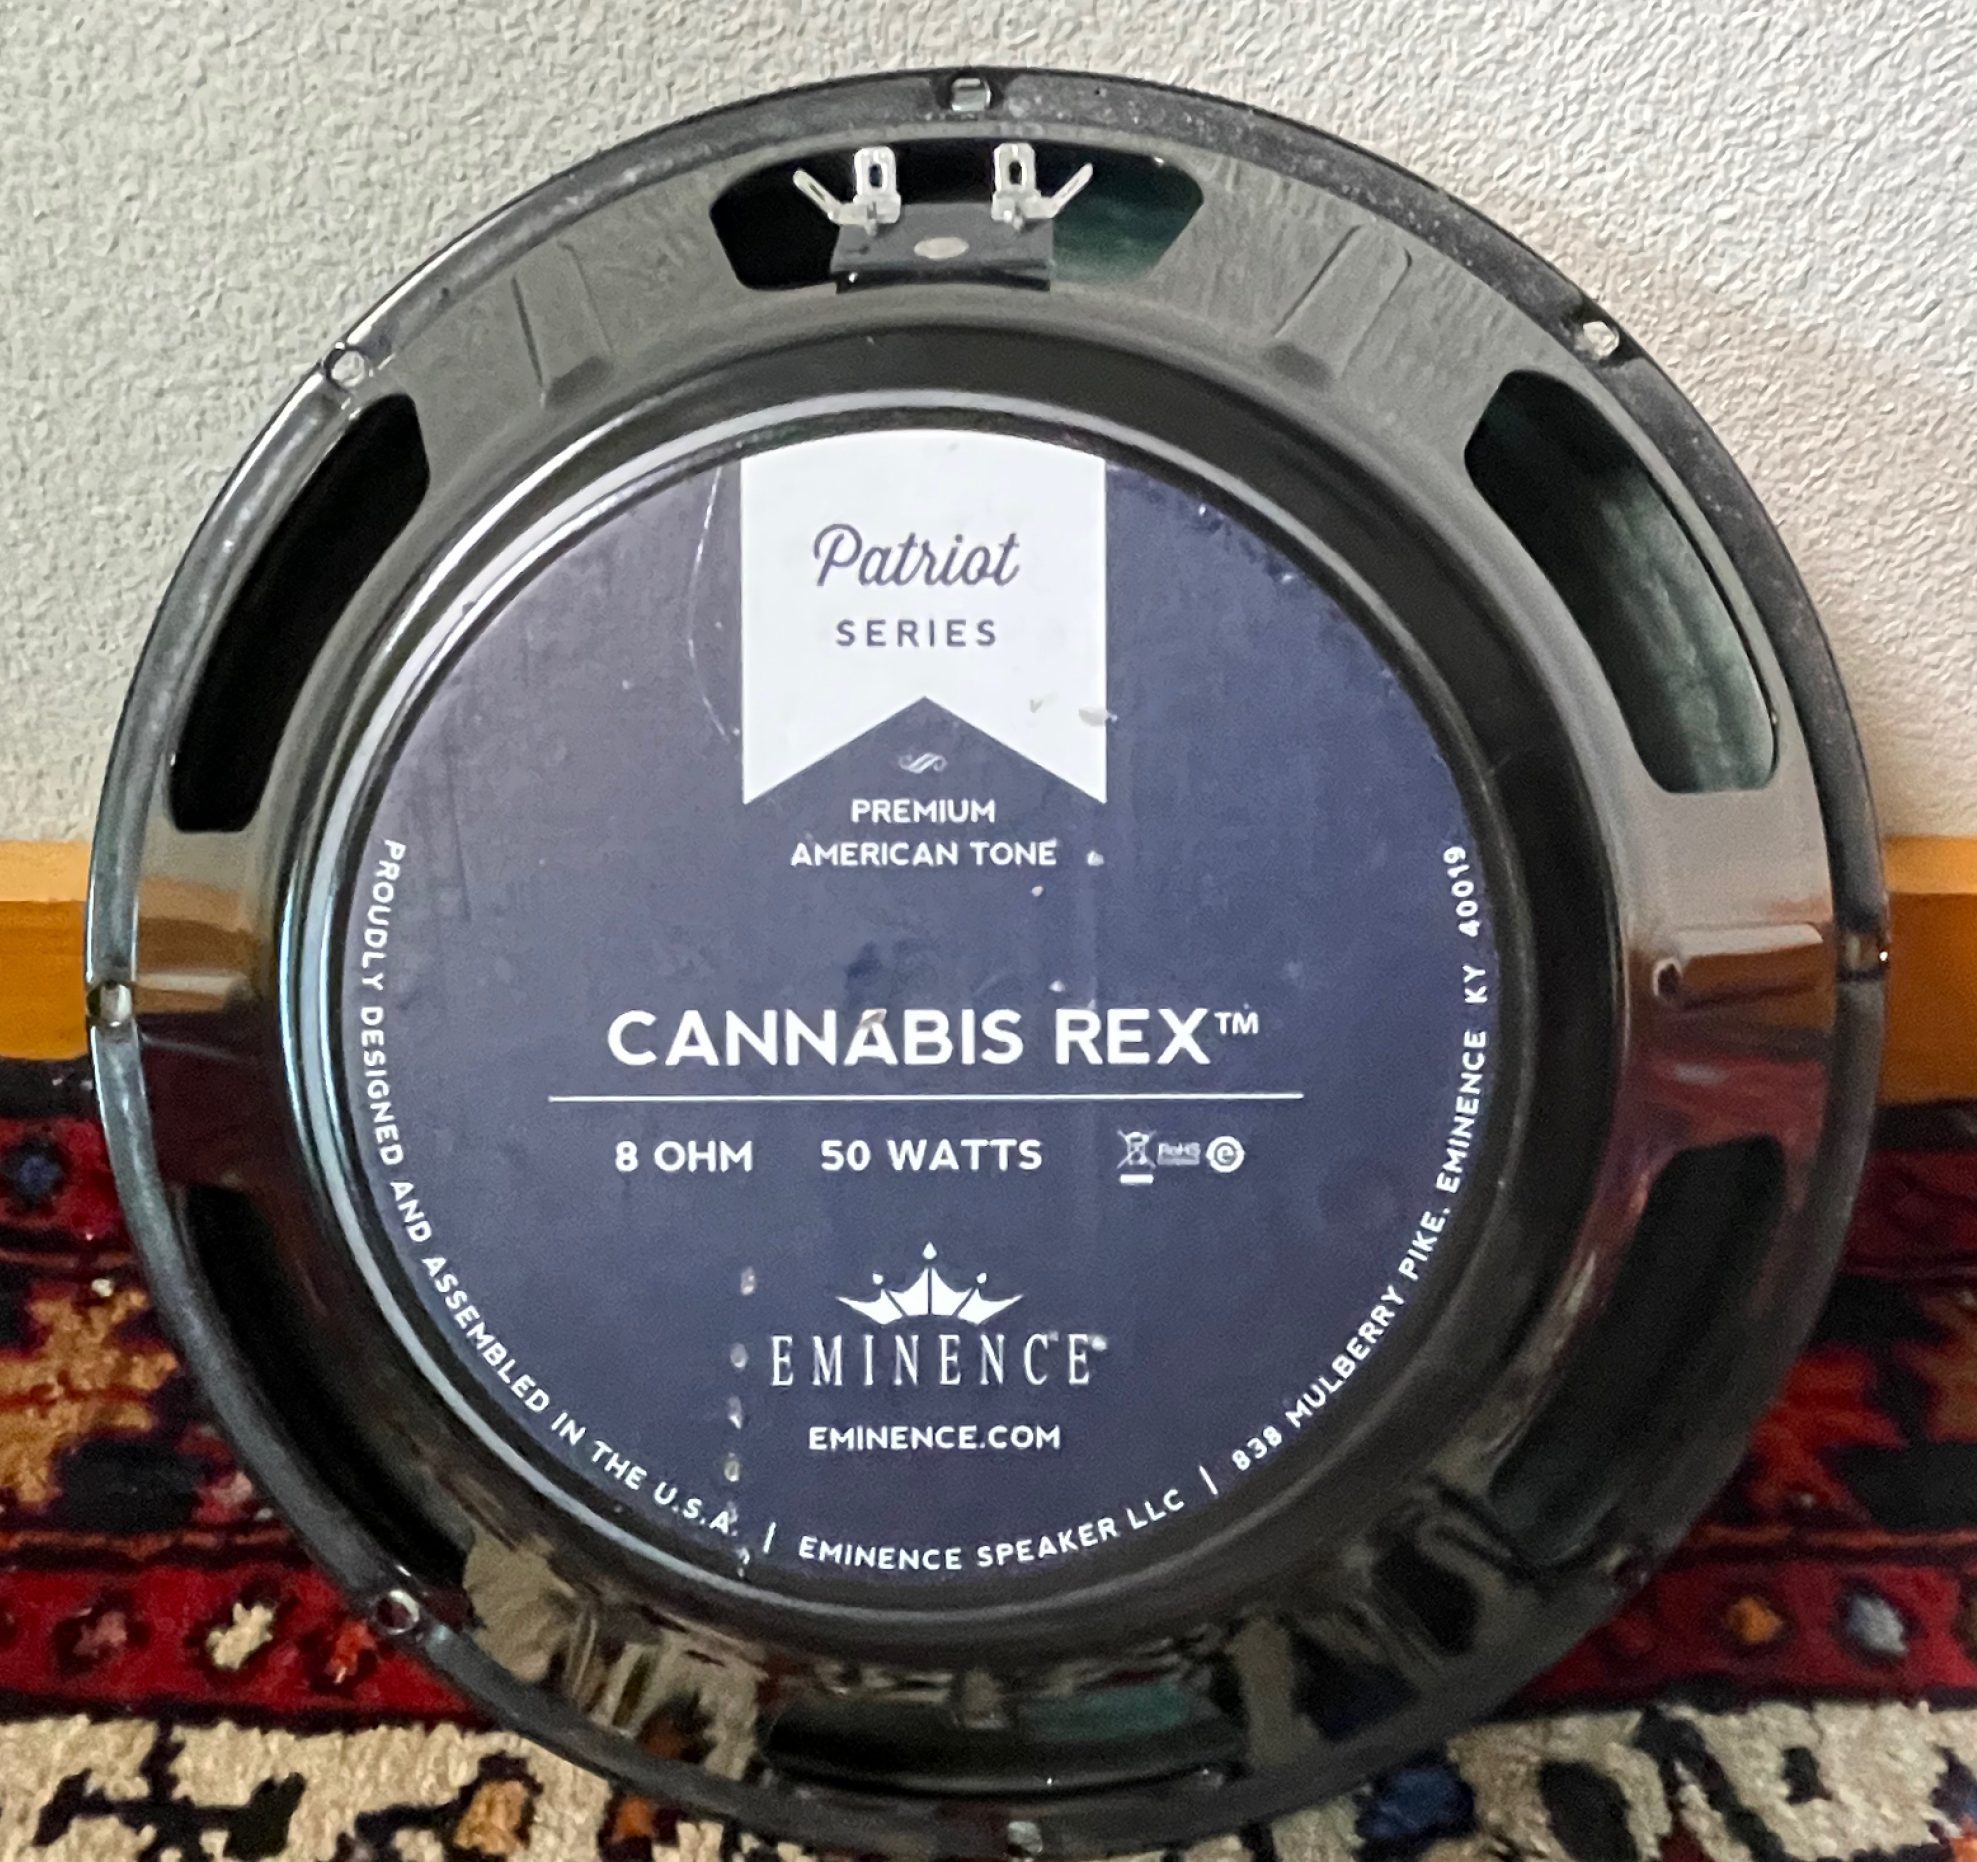 Patriot
SERIES
PREMIUM
AMERICAN TONE
CANNABIS REX™
8 OHM 50 WATTS RoHS e
EMINENCE
EMINENCE.COM
PROUDLY DESIGNED AND ASSEMBLED IN THE U.S.A. | EMINENCE SPEAKER LLC | 838 MULBERRY PIKE, EMINENCE KY 40019